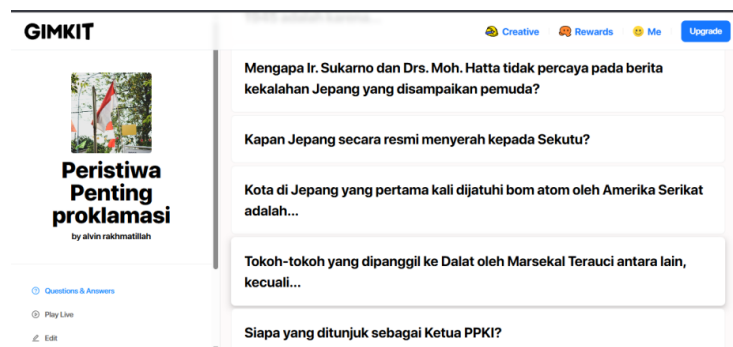 GIMKIT
Creative
Rewards
Me
Upgrade
Peristiwa
Penting
proklamasi
by alvin rakhmatillah
Questions & Answers
Play Live
Edit
1945 adalah karena...
Mengapa Ir. Sukarno dan Drs. Moh. Hatta tidak percaya pada berita
kekalahan Jepang yang disampaikan pemuda?
Kapan Jepang secara resmi menyerah kepada Sekutu?
Kota di Jepang yang pertama kali dijatuhi bom atom oleh Amerika Serikat
adalah...
Tokoh-tokoh yang dipanggil ke Dalat oleh Marsekal Terauci antara lain,
kecuali...
Siapa yang ditunjuk sebagai Ketua PPKI?